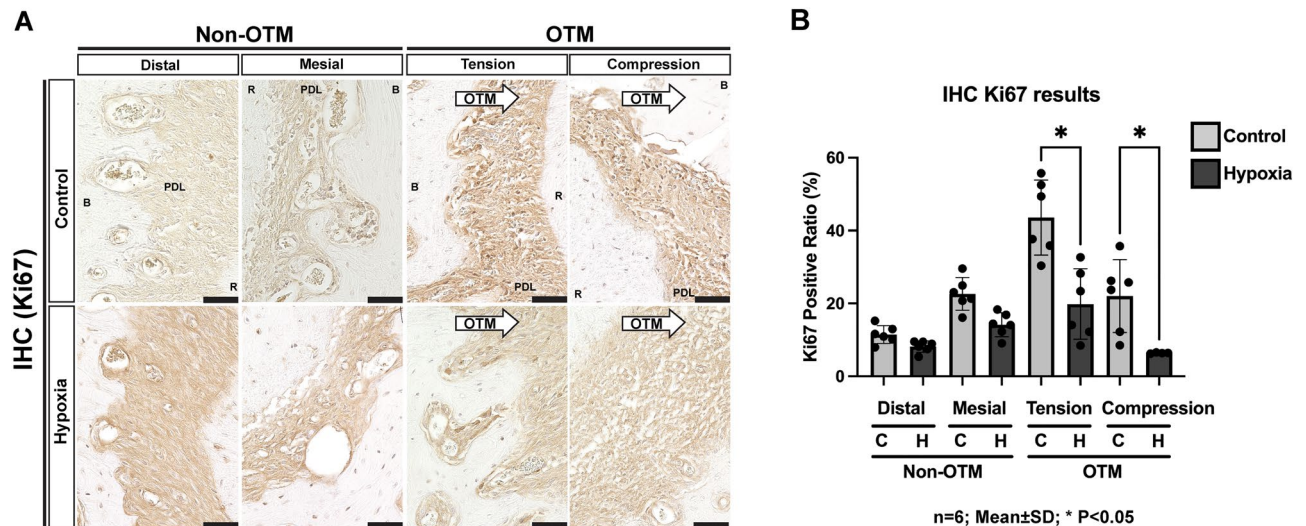 A
Non-OTM
OTM
Distal
Mesial
Tension
Compression
IHC (Ki67)
Control
Hypoxia
PDL
B
R
R
PDL
B
OTM
B
R
PDL
OTM
B
R
PDL
OTM
OTM
B
IHC Ki67 results
Control
Hypoxia
Ki67 Positive Ratio (%)
80
60
40
20
0
Distal
Mesial
Tension
Compression
C
H
C
H
C
H
C
H
Non-OTM
OTM
*
*
n=6; Mean±SD; * P<0.05